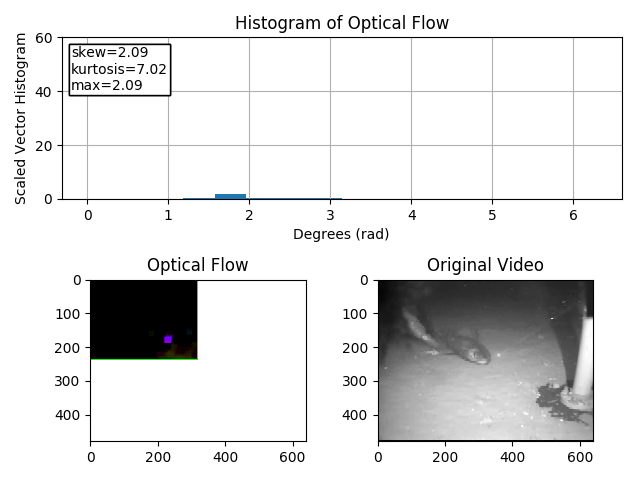 Histogram of Optical Flow
skew=2.09
kurtosis=7.02
max=2.09
Scaled Vector Histogram
60
40
20
0
0 1 2 3 4 5 6
Degrees (rad)
Optical Flow
0
100
200
300
400
0 200 400 600
Original Video
0
100
200
300
400
0 200 400 600